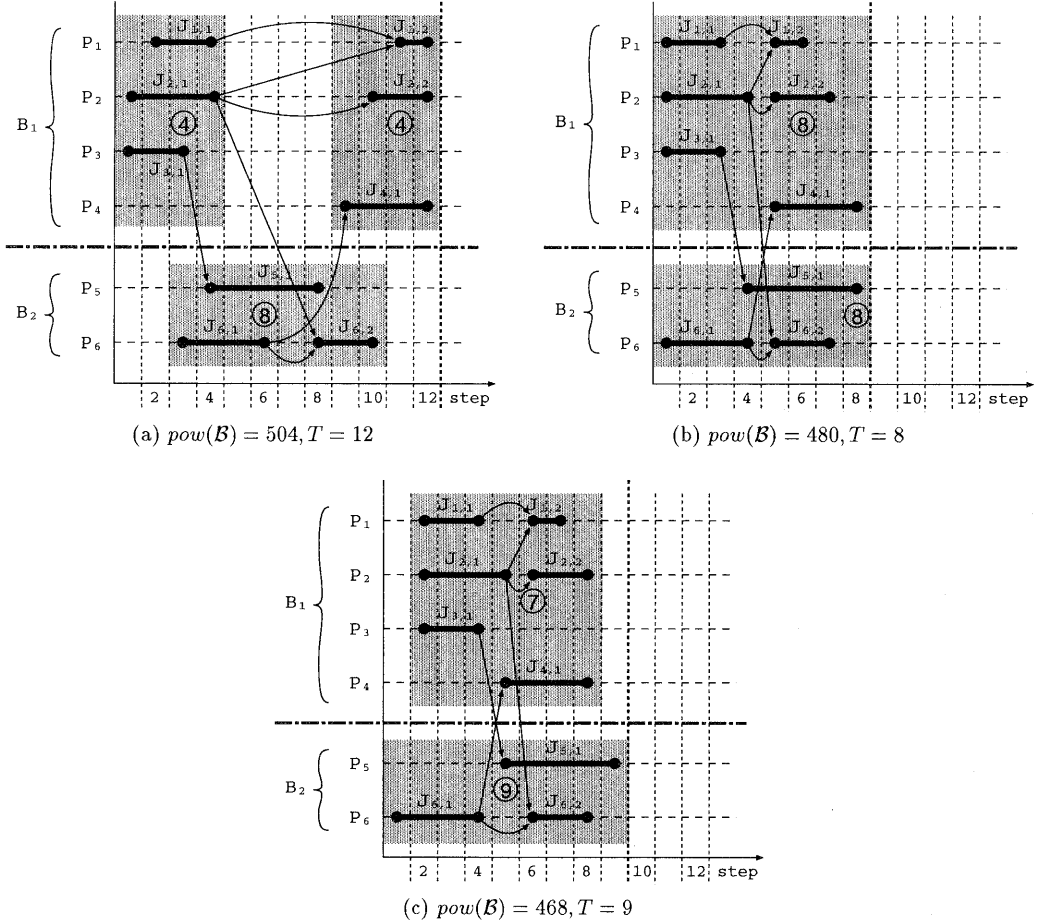 P₁ J₁,₁ J₁,₂
P₂ J₂,₁ J₂,₂
B₁ ④ ④
P₃ J₃,₁
P₄ J₄,₁
P₅ J₅,₁
B₂ ⑧
P₆ J₆,₁ J₆,₂
2 4 6 8 10 12 step
(a) pow(ℬ) = 504, T = 12
P₁ J₁,₁ J₁,₂
P₂ J₂,₁ J₂,₂
B₁ ⑧
P₃ J₃,₁
P₄ J₄,₁
P₅ J₅,₁
B₂ ⑧
P₆ J₆,₁ J₆,₂
2 4 6 8 10 12 step
(b) pow(ℬ) = 480, T = 8
P₁ J₁,₁ J₁,₂
P₂ J₂,₁ J₂,₂
B₁ ⑦
P₃ J₃,₁
P₄ J₄,₁
P₅ J₅,₁
B₂ ⑨
P₆ J₆,₁ J₆,₂
2 4 6 8 10 12 step
(c) pow(ℬ) = 468, T = 9